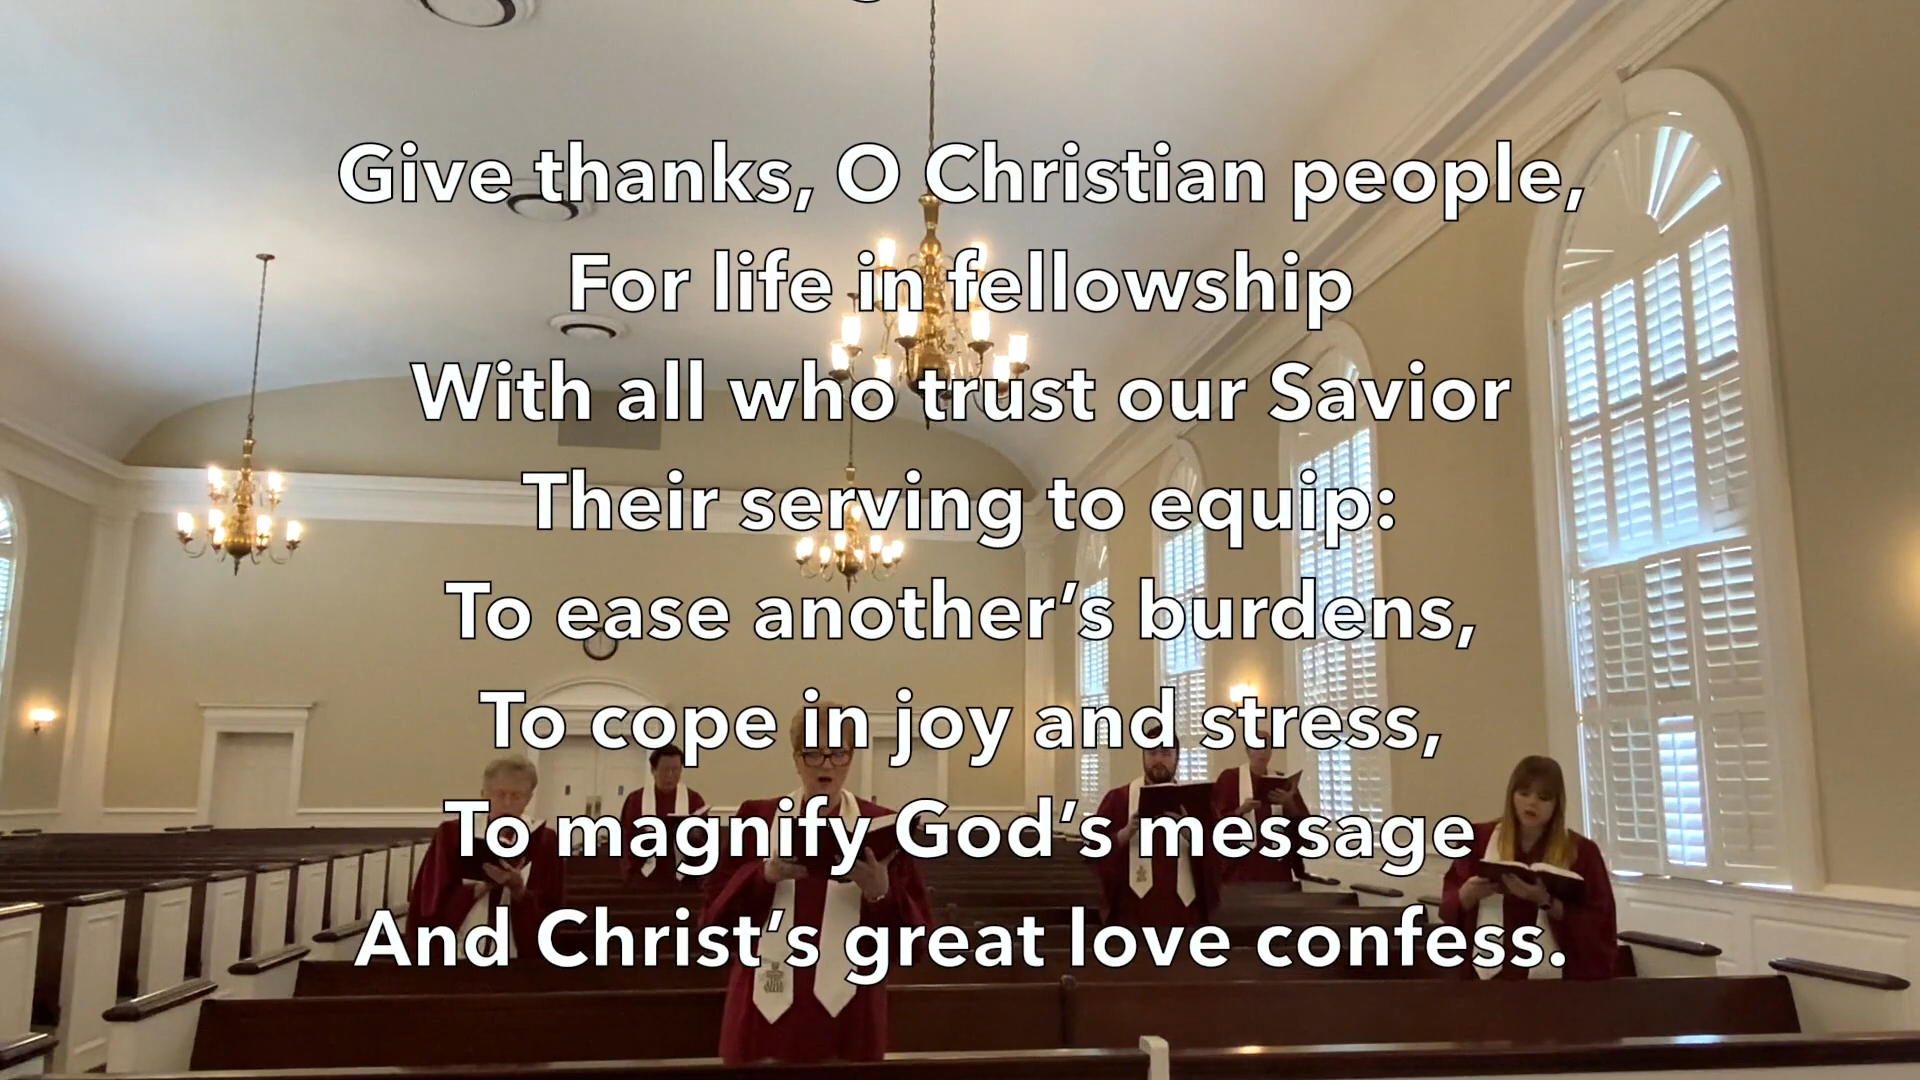 Give thanks, O Christian people,
For life in fellowship
With all who trust our Savior
Their serving to equip:
To ease another’s burdens,
To cope in joy and stress,
To magnify God’s message
And Christ’s great love confess.